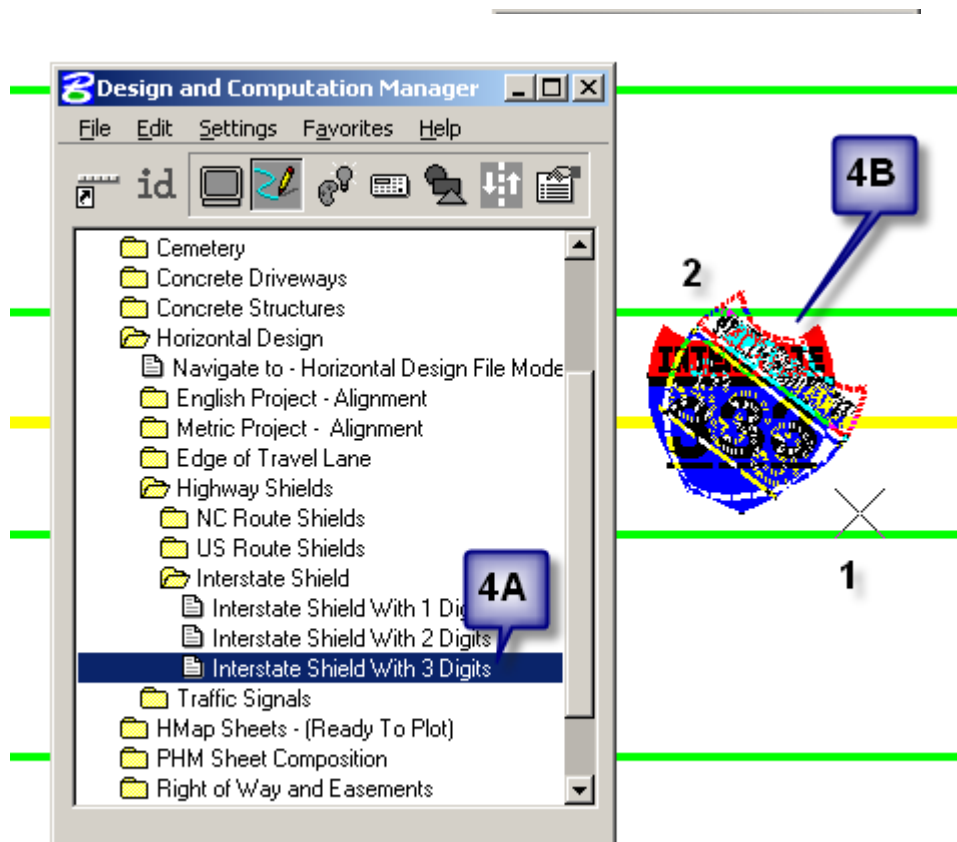 Design and Computation Manager
File Edit Settings Favorites Help
id
Cemetery
Concrete Driveways
Concrete Structures
Horizontal Design
Navigate to - Horizontal Design File Mode
English Project - Alignment
Metric Project - Alignment
Edge of Travel Lane
Highway Shields
NC Route Shields
US Route Shields
Interstate Shield
Interstate Shield With 1 Di
Interstate Shield With 2 Digits
Interstate Shield With 3 Digits
Traffic Signals
HMap Sheets - (Ready To Plot)
PHM Sheet Composition
Right of Way and Easements
4A
4B
2
1